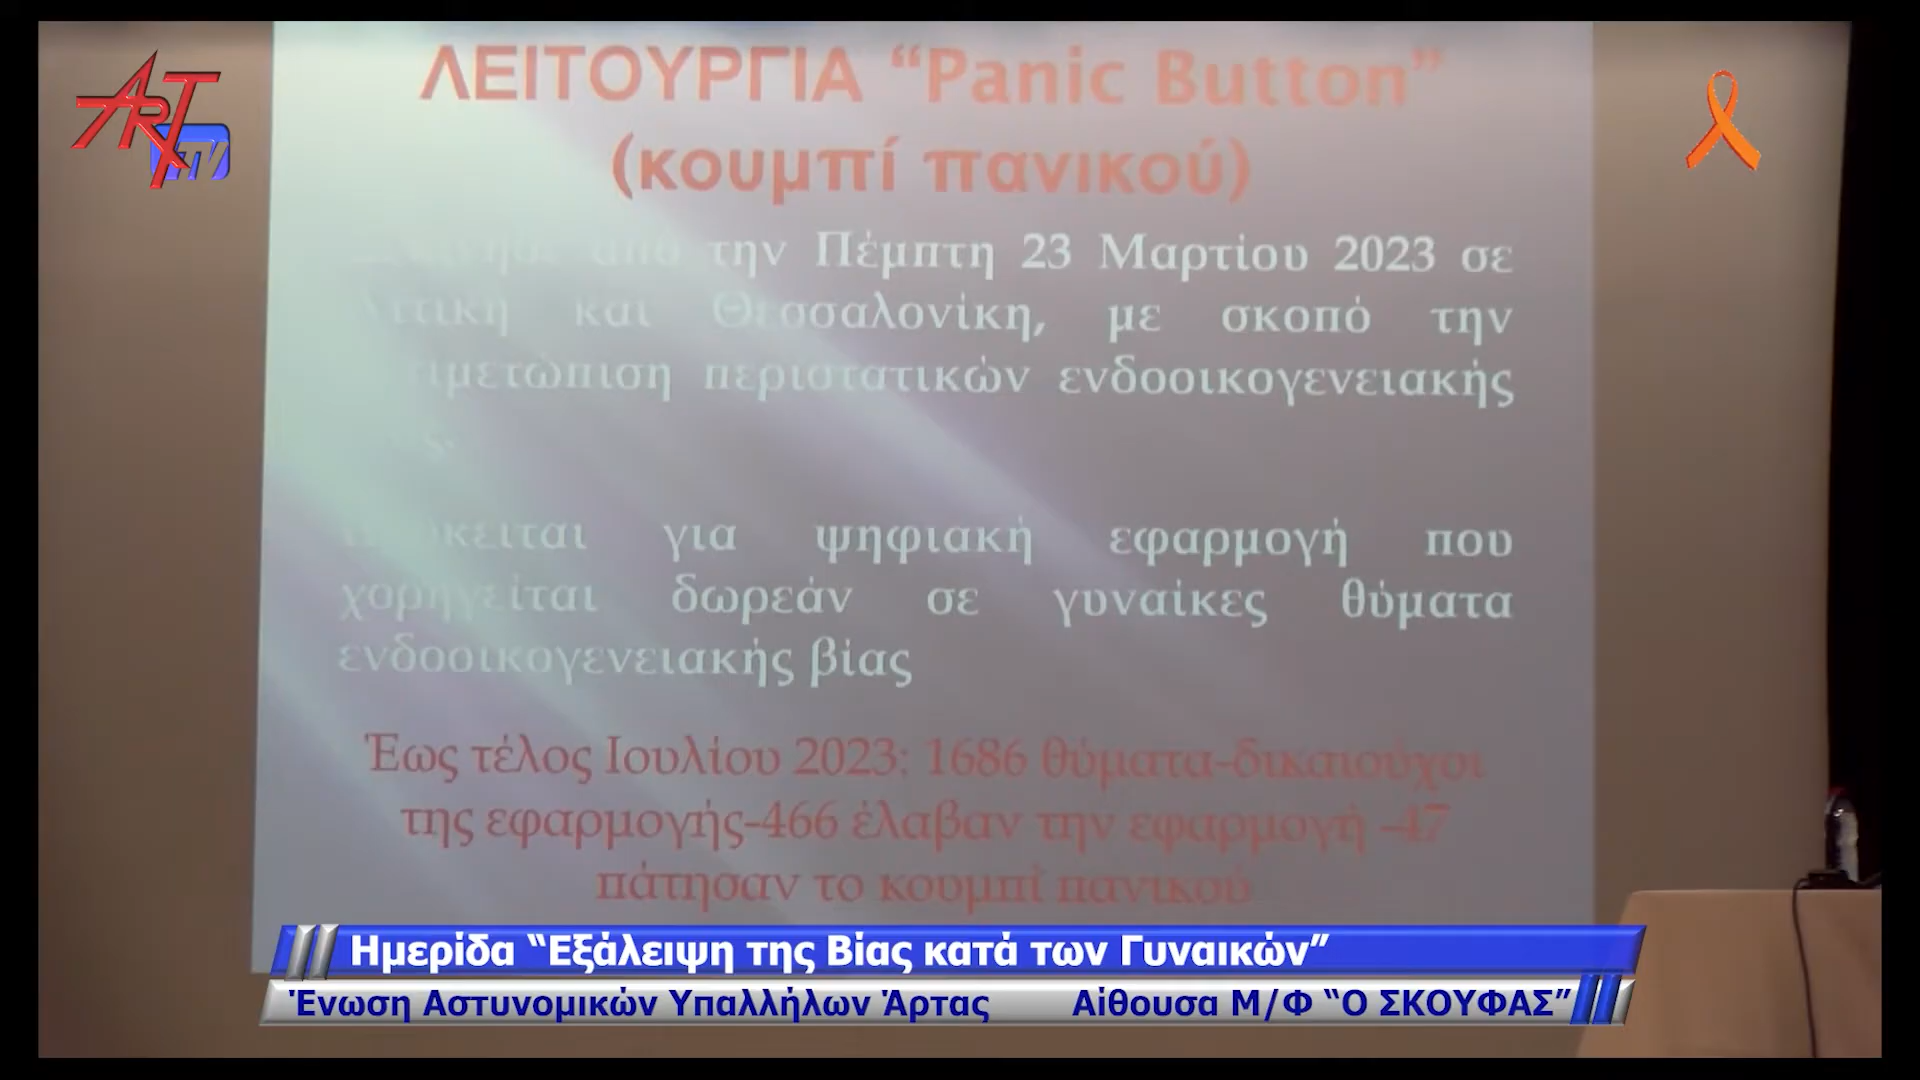 ART TV
ΛΕΙΤΟΥΡΓΙΑ “Panic Button”
(κουμπί πανικού)
από την Πέμπτη 23 Μαρτίου 2023 σε
και Θεσσαλονίκη, με σκοπό την
περιστατικών ενδοοικογενειακής
για ψηφιακή εφαρμογή που
χορηγείται δωρεάν σε γυναίκες θύματα
ενδοοικογενειακής βίας
Έως τέλος Ιουλίου 2023: 1686 θύματα-δικαιούχοι
της εφαρμογής-466 έλαβαν την εφαρμογή -47
πάτησαν το κουμπί πανικού
Ημερίδα “Εξάλειψη της Βίας κατά των Γυναικών”
Ένωση Αστυνομικών Υπαλλήλων Άρτας Αίθουσα Μ/Φ “Ο ΣΚΟΥΦΑΣ”